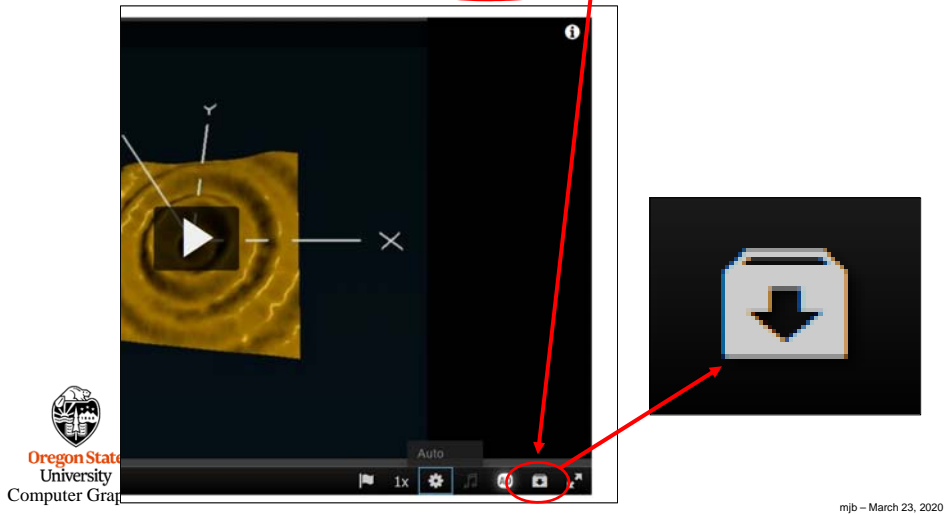 Y
X
Auto
1x
Oregon State
University
Computer Grap
mjb – March 23, 2020